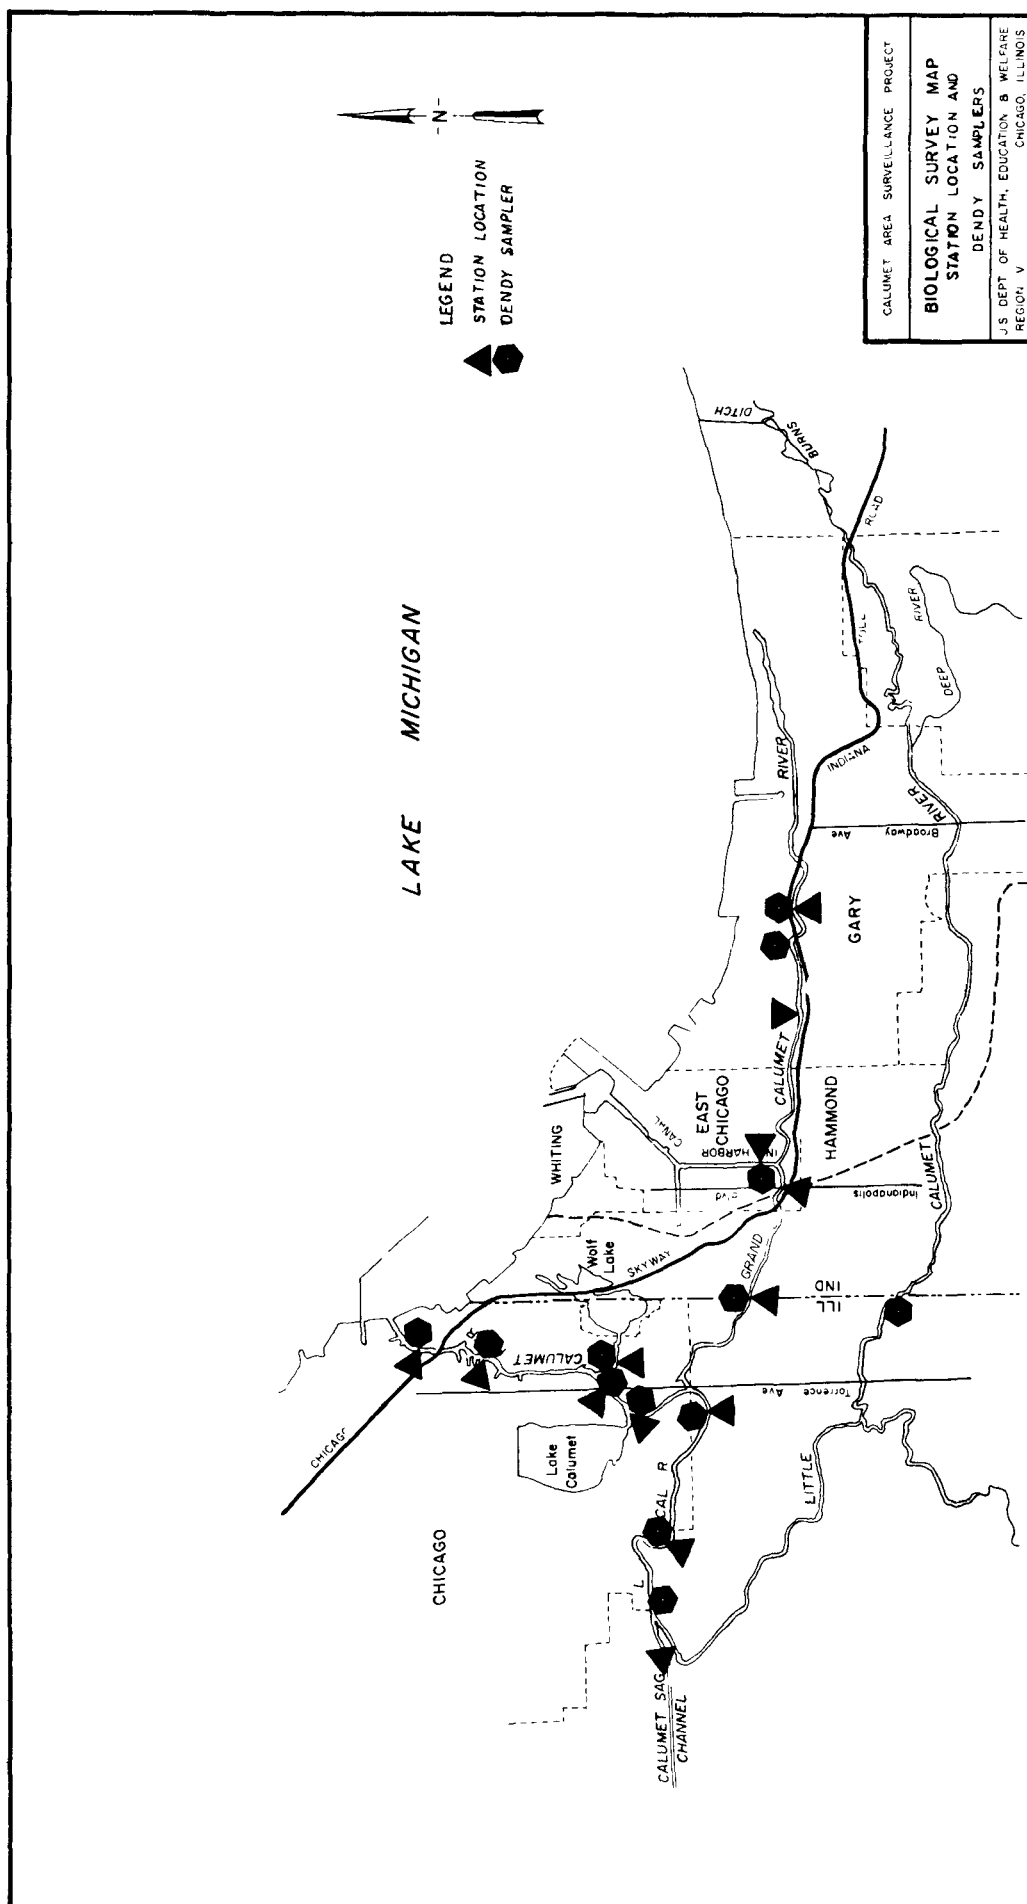 CALUMET AREA SURVEILLANCE PROJECT
BIOLOGICAL SURVEY MAP
STATION LOCATION AND
DENDY SAMPLERS
U S DEPT OF HEALTH, EDUCATION & WELFARE
REGION V CHICAGO, ILLINOIS
-N-
LEGEND
STATION LOCATION
DENDY SAMPLER
LAKE MICHIGAN
CHICAGO
CHICAGO
SKYWAY
Lake
Calumet
Wolf
Lake
WHITING
CALUMET
EAST
CHICAGO
IND HARBOR
CANAL
HAMMOND
GARY
GRAND
CALUMET
RIVER
INDIANA
TOLL
ROAD
BURNS
DITCH
DEEP
RIVER
Broadway Ave
Indianapolis
Blvd
ILL
IND
Torrence Ave
L CAL R
CALUMET SAG
CHANNEL
LITTLE
CALUMET
RIVER